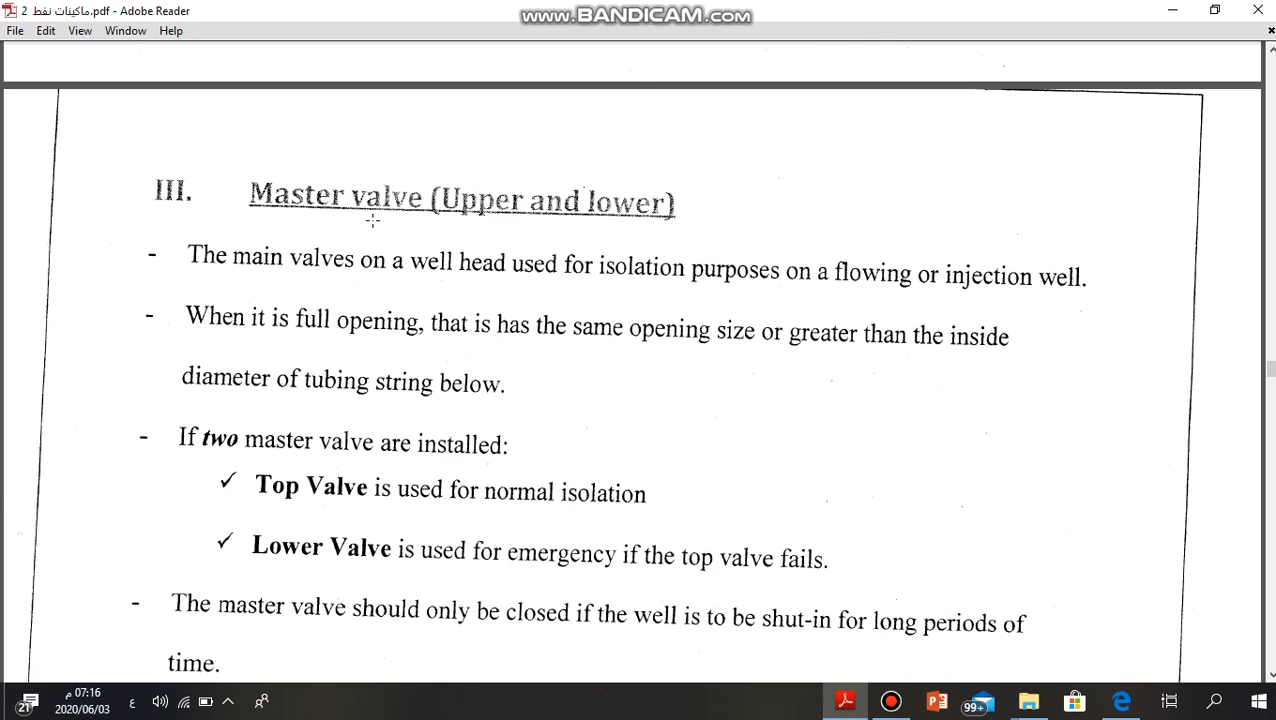 ماكينات نفط 2.pdf - Adobe Reader
www.BANDICAM.com
File Edit View Window Help
III. Master valve (Upper and lower)
- The main valves on a well head used for isolation purposes on a flowing or injection well.
- When it is full opening, that is has the same opening size or greater than the inside
diameter of tubing string below.
- If two master valve are installed:
✓ Top Valve is used for normal isolation
✓ Lower Valve is used for emergency if the top valve fails.
- The master valve should only be closed if the well is to be shut-in for long periods of
time.
21
07:16 م
2020/06/03
ع
99+